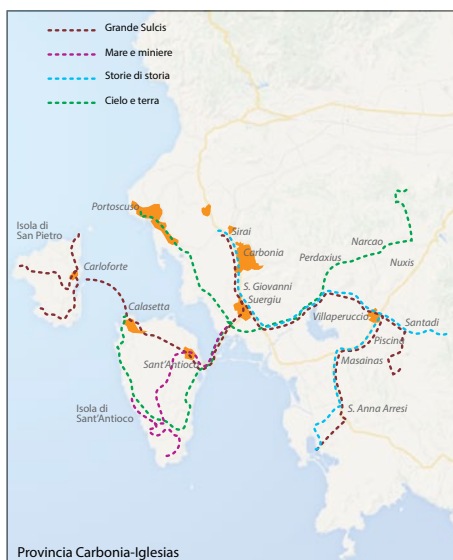 Grande Sulcis
Mare e miniere
Storie di storia
Cielo e terra
Portoscuso
Isola di
San Pietro
Carloforte
Calasetta
Sirai
Carbonia
S. Giovanni
Suergiu
Perdaxius
Narcao
Nuxis
Villaperuccio
Santadi
Piscinas
Masainas
Sant'Antioco
Isola di
Sant'Antioco
S. Anna Arresi
Provincia Carbonia-Iglesias